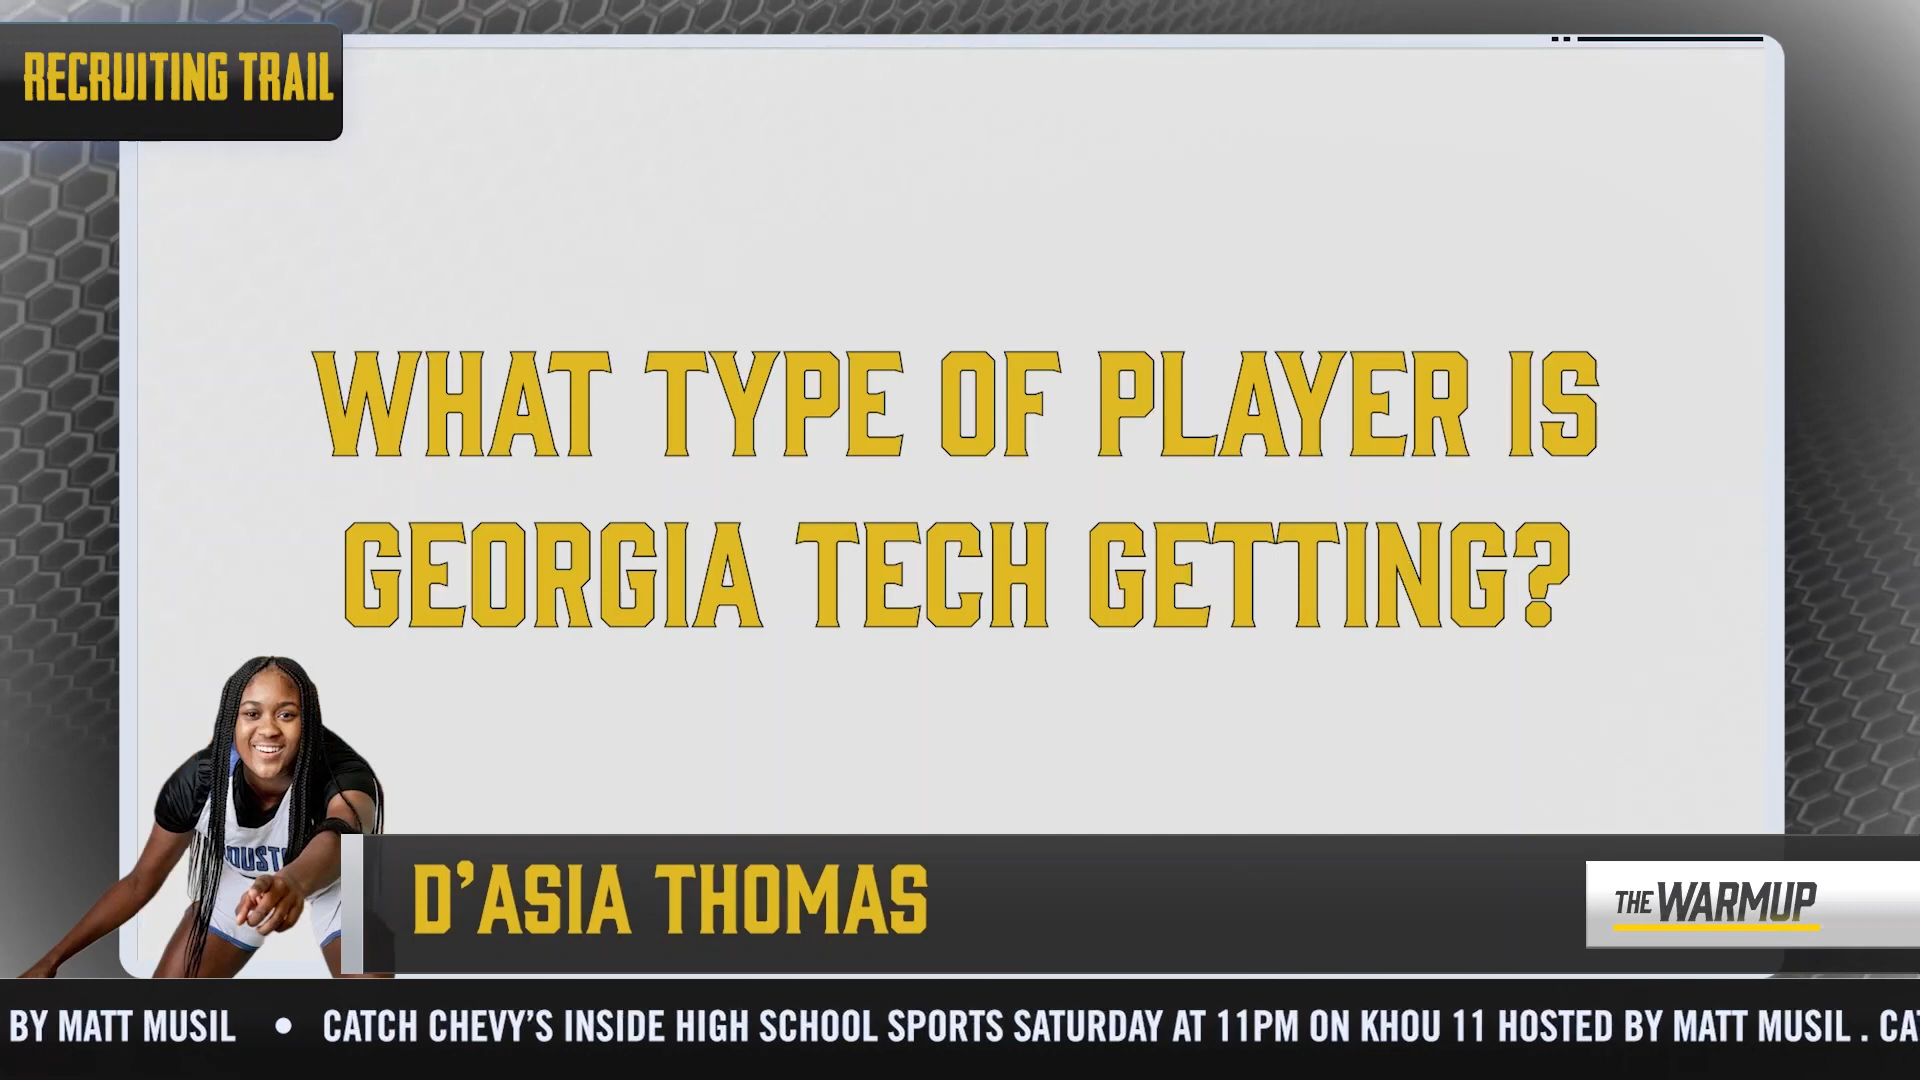 RECRUITING TRAIL
WHAT TYPE OF PLAYER IS
GEORGIA TECH GETTING?
D’ASIA THOMAS
THE WARMUP
BY MATT MUSIL • CATCH CHEVY’S INSIDE HIGH SCHOOL SPORTS SATURDAY AT 11PM ON KHOU 11 HOSTED BY MATT MUSIL . CA